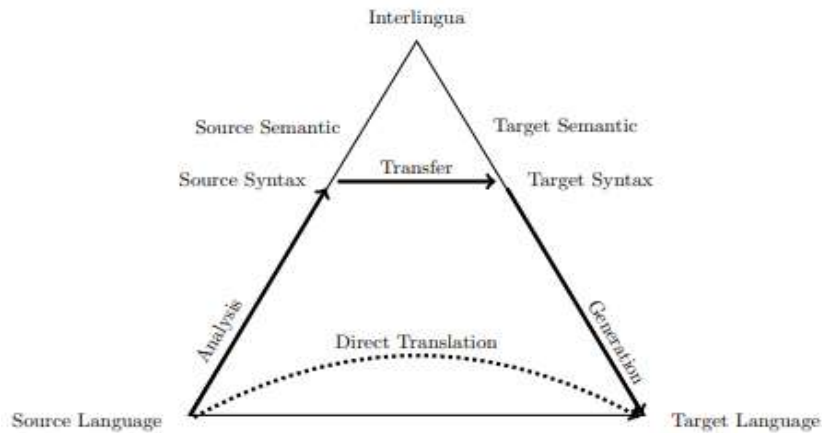 Interlingua
Source Semantic
Target Semantic
Transfer
Source Syntax
Target Syntax
Analysis
Generation
Direct Translation
Source Language
Target Language